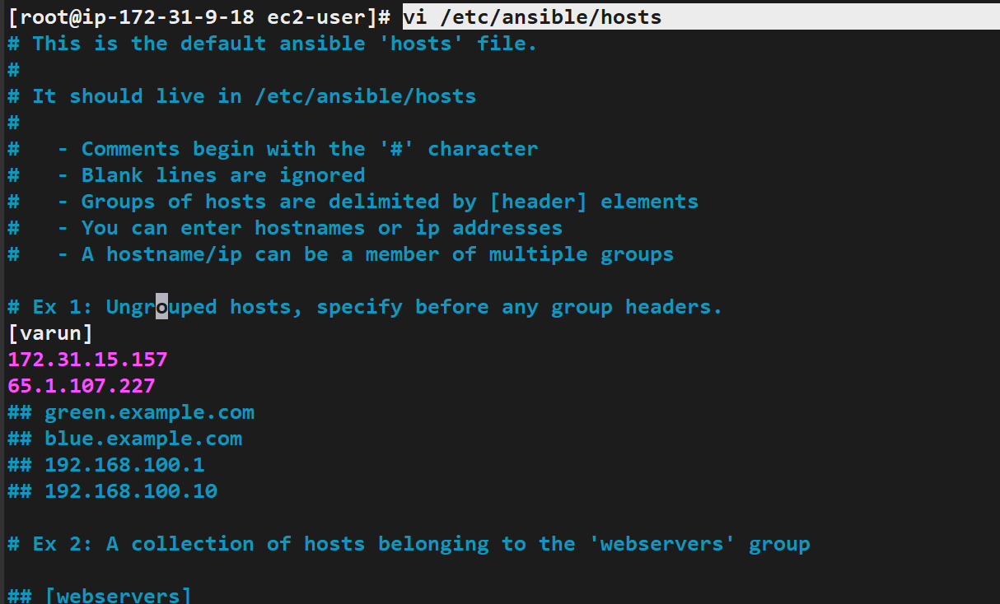 [root@ip-172-31-9-18 ec2-user]# vi /etc/ansible/hosts
# This is the default ansible 'hosts' file.
#
# It should live in /etc/ansible/hosts
#
#   - Comments begin with the '#' character
#   - Blank lines are ignored
#   - Groups of hosts are delimited by [header] elements
#   - You can enter hostnames or ip addresses
#   - A hostname/ip can be a member of multiple groups

# Ex 1: Ungrouped hosts, specify before any group headers.
[varun]
172.31.15.157
65.1.107.227
## green.example.com
## blue.example.com
## 192.168.100.1
## 192.168.100.10

# Ex 2: A collection of hosts belonging to the 'webservers' group

## [webservers]